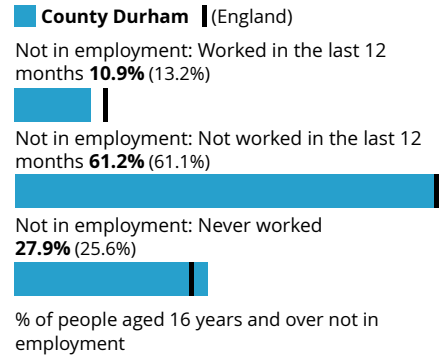 County Durham (England)
Not in employment: Worked in the last 12
months 10.9% (13.2%)
Not in employment: Not worked in the last 12
months 61.2% (61.1%)
Not in employment: Never worked
27.9% (25.6%)
% of people aged 16 years and over not in
employment